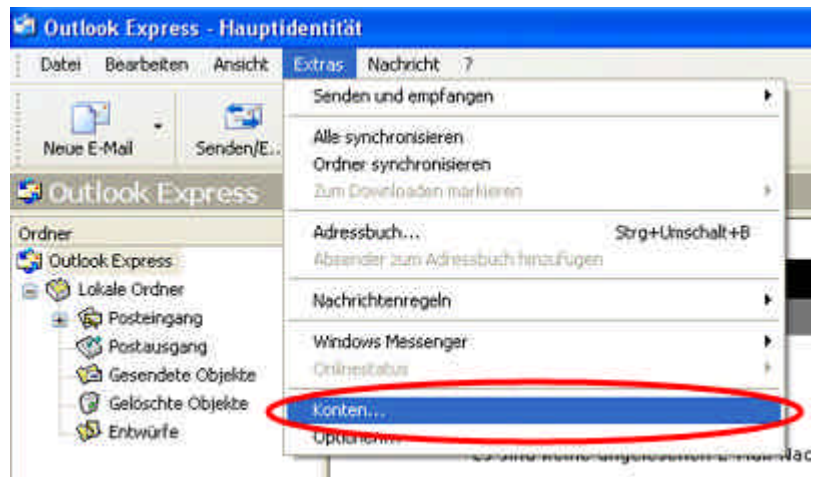 Outlook Express - Hauptidentität
Datei Bearbeiten Ansicht Extras Nachricht ?
Neue E-Mail Senden/E...
Outlook Express
Ordner
Outlook Express
Lokale Ordner
Posteingang
Postausgang
Gesendete Objekte
Gelöschte Objekte
Entwürfe
Senden und empfangen
Alle synchronisieren
Ordner synchronisieren
Zum Downloaden markieren
Adressbuch... Strg+Umschalt+B
Absender zum Adressbuch hinzufügen
Nachrichtenregeln
Windows Messenger
Onlinestatus
Konten...
Optionen...